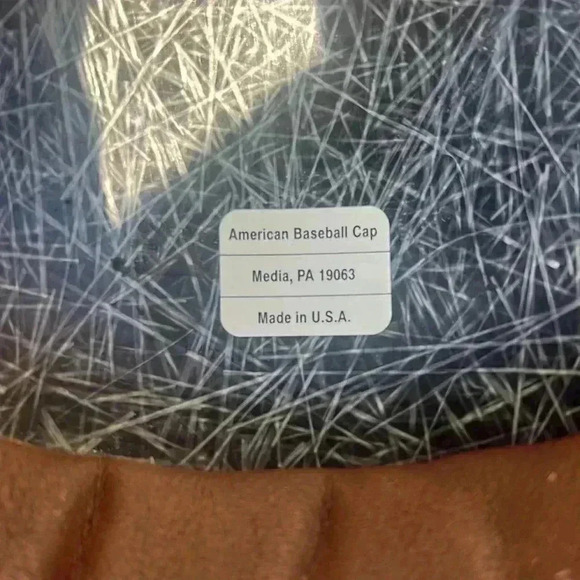 American Baseball Cap
Media, PA 19063
Made in U.S.A.